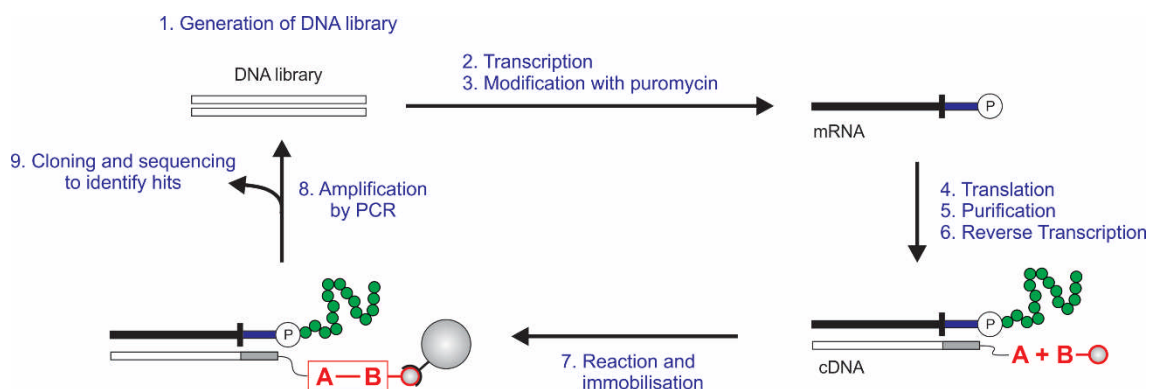 1. Generation of DNA library
DNA library
2. Transcription
3. Modification with puromycin
P
mRNA
9. Cloning and sequencing
to identify hits
8. Amplification
by PCR
4. Translation
5. Purification
6. Reverse Transcription
P
A — B
7. Reaction and
immobilisation
P
A + B
cDNA